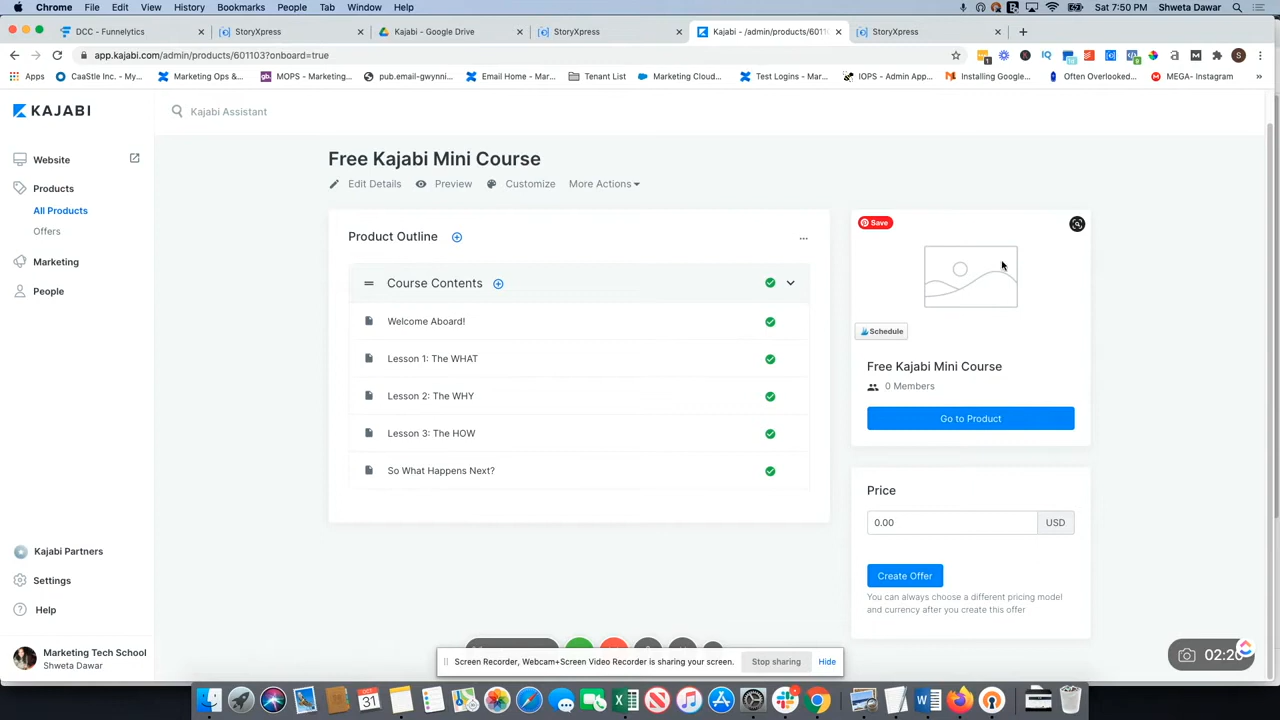 Chrome File Edit View History Bookmarks People Tab Window Help
Sat 7:50 PM Shweta Dawar
DCC - Funnelytics
StoryXpress
Kajabi - Google Drive
StoryXpress
Kajabi - /admin/products/6011
StoryXpress
app.kajabi.com/admin/products/601103?onboard=true
Apps
CaaStle Inc. - My...
Marketing Ops &...
MOPS - Marketing...
pub.email-gwynni...
Email Home - Mar...
Tenant List
Marketing Cloud...
Test Logins - Mar...
IOPS - Admin App...
Installing Google...
Often Overlooked...
MEGA- Instagram
KAJABI
Kajabi Assistant
Website
Products
All Products
Offers
Marketing
People
Kajabi Partners
Settings
Help
Marketing Tech School
Shweta Dawar
Free Kajabi Mini Course
Edit Details Preview Customize More Actions
Product Outline
Course Contents
Welcome Aboard!
Lesson 1: The WHAT
Lesson 2: The WHY
Lesson 3: The HOW
So What Happens Next?
Save
Schedule
Free Kajabi Mini Course
0 Members
Go to Product
Price
0.00 USD
Create Offer
You can always choose a different pricing model
and currency after you create this offer
Screen Recorder, Webcam+Screen Video Recorder is sharing your screen. Stop sharing Hide